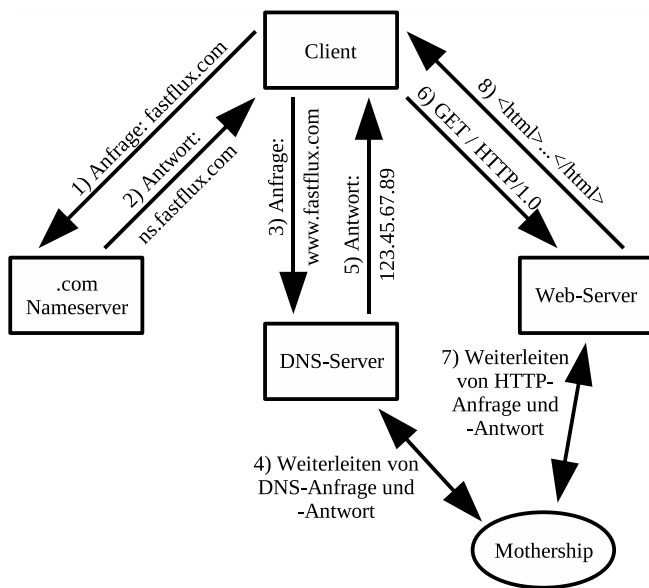 Client
1) Anfrage: fastflux.com
2) Antwort:
ns.fastflux.com
3) Anfrage:
www.fastflux.com
5) Antwort:
123.45.67.89
6) GET / HTTP/1.0
8) <html>... </html>
.com
Nameserver
DNS-Server
Web-Server
7) Weiterleiten
von HTTP-
Anfrage und
-Antwort
4) Weiterleiten von
DNS-Anfrage und
-Antwort
Mothership